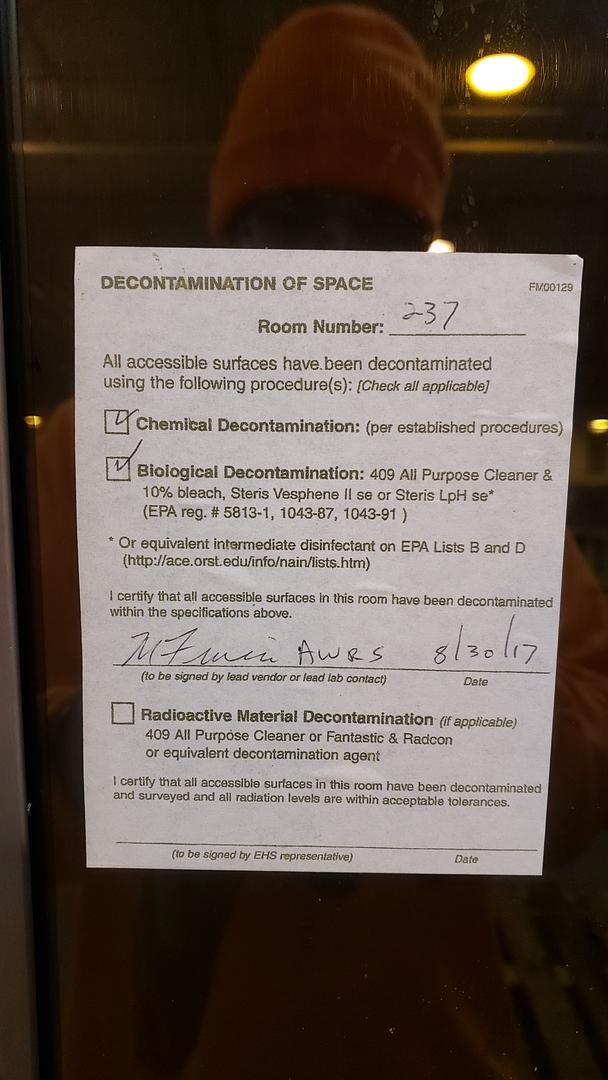 DECONTAMINATION OF SPACE
FM00129
Room Number: 237
All accessible surfaces have been decontaminated
using the following procedure(s): [Check all applicable]
Chemical Decontamination: (per established procedures)
Biological Decontamination: 409 All Purpose Cleaner &
10% bleach, Steris Vesphene II se or Steris LpH se*
(EPA reg. # 5813-1, 1043-87, 1043-91 )
* Or equivalent intermediate disinfectant on EPA Lists B and D
(http://ace.orst.edu/info/nain/lists.htm)
I certify that all accessible surfaces in this room have been decontaminated
within the specifications above.
AWRS 8/30/17
(to be signed by lead vendor or lead lab contact) Date
Radioactive Material Decontamination (if applicable)
409 All Purpose Cleaner or Fantastic & Radcon
or equivalent decontamination agent
I certify that all accessible surfaces in this room have been decontaminated
and surveyed and all radiation levels are within acceptable tolerances.
(to be signed by EHS representative) Date